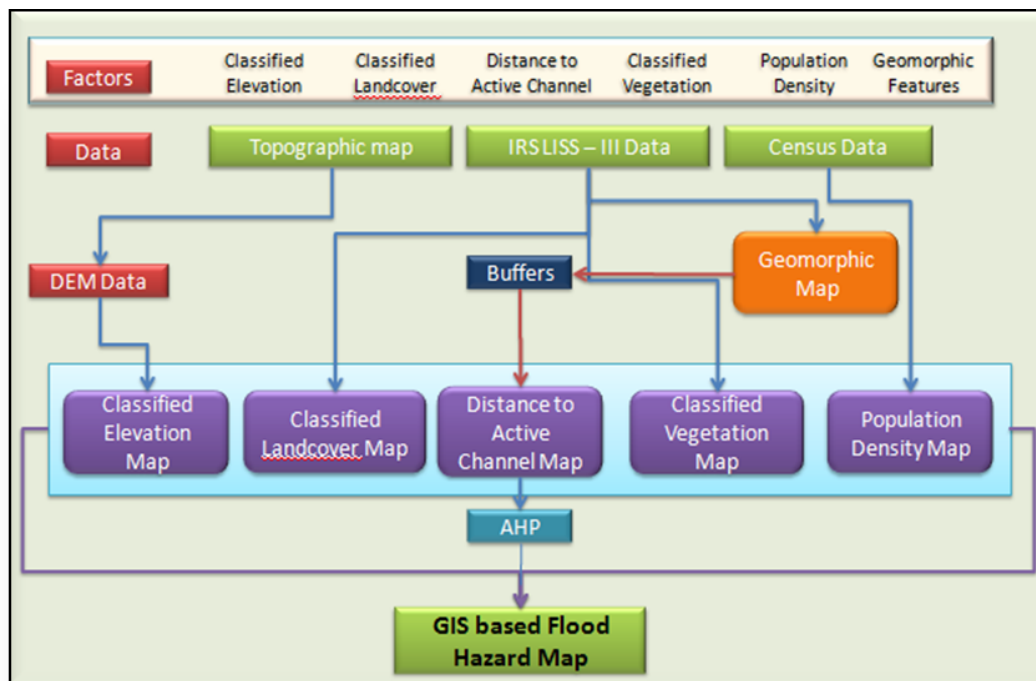 Factors
Classified
Elevation
Classified
Landcover
Distance to
Active Channel
Classified
Vegetation
Population
Density
Geomorphic
Features
Data
Topographic map
IRS LISS – III Data
Census Data
DEM Data
Buffers
Geomorphic
Map
Classified
Elevation
Map
Classified
Landcover Map
Distance to
Active
Channel Map
Classified
Vegetation
Map
Population
Density Map
AHP
GIS based Flood
Hazard Map